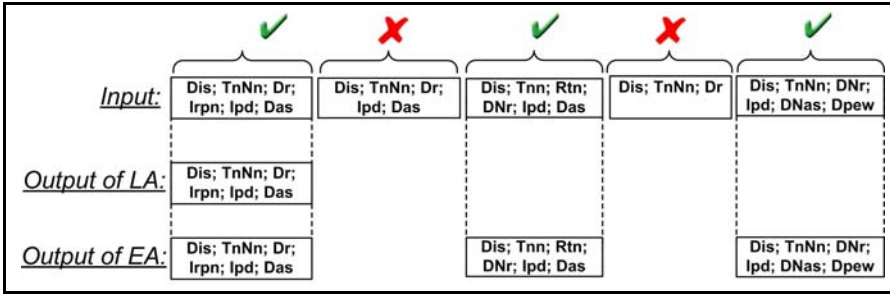 Input:
Dis; TnNn; Dr;
Irpn; Ipd; Das
Dis; TnNn; Dr;
Ipd; Das
Dis; Tnn; Rtn;
DNr; Ipd; Das
Dis; TnNn; Dr
Dis; TnNn; DNr;
Ipd; DNas; Dpew
Output of LA:
Dis; TnNn; Dr;
Irpn; Ipd; Das
Output of EA:
Dis; TnNn; Dr;
Irpn; Ipd; Das
Dis; Tnn; Rtn;
DNr; Ipd; Das
Dis; TnNn; DNr;
Ipd; DNas; Dpew